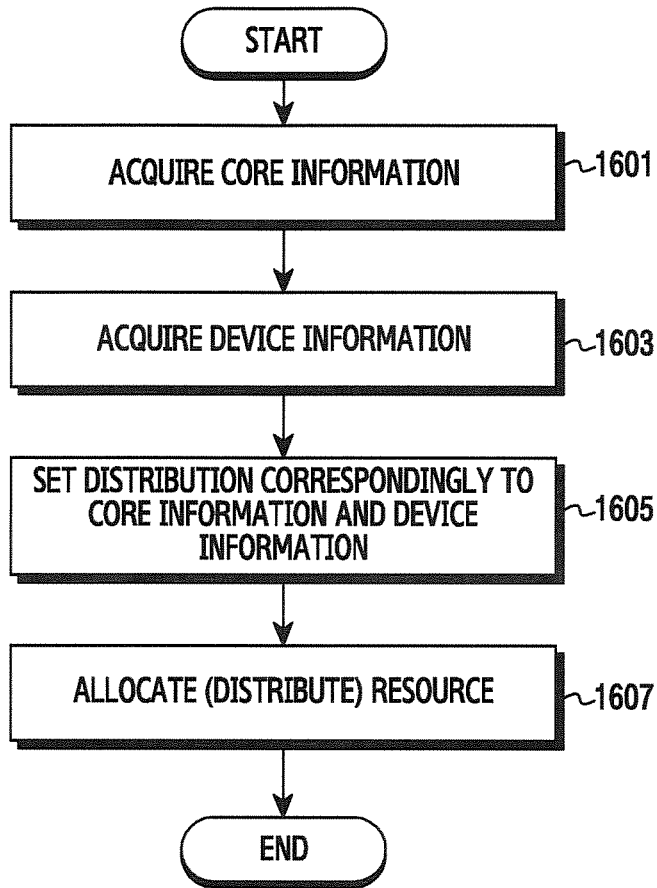 START
ACQUIRE CORE INFORMATION
1601
ACQUIRE DEVICE INFORMATION
1603
SET DISTRIBUTION CORRESPONDINGLY TO
CORE INFORMATION AND DEVICE
INFORMATION
1605
ALLOCATE (DISTRIBUTE) RESOURCE
1607
END